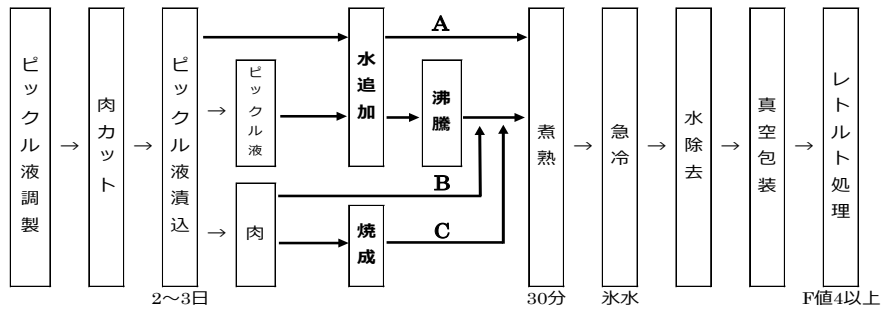 ピックル液調製
→
肉カット
→
ピックル液漬込
2～3日
→
ピックル液
→
肉
水追加
沸騰
焼成
A
B
C
煮熟
30分
→
急冷
氷水
→
水除去
→
真空包装
→
レトルト処理
F値4以上